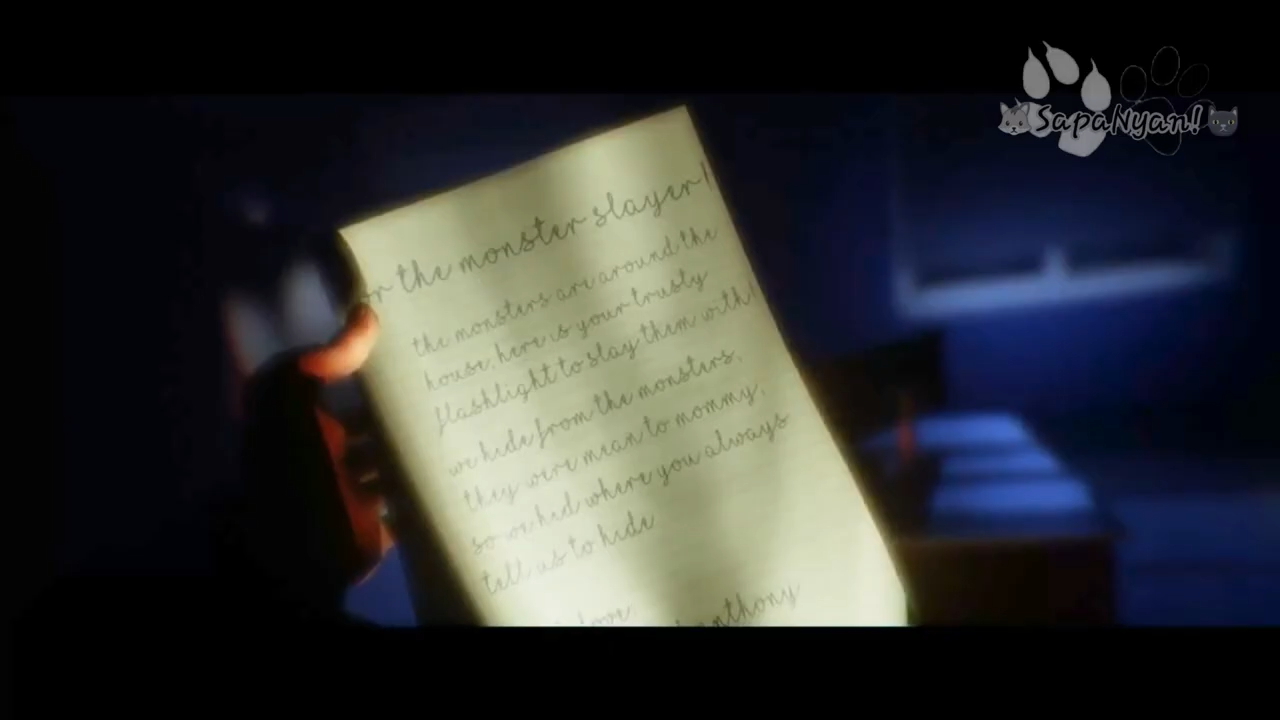 SapaNyan!
or the monster slayer!
the monsters are around the
house, here is your trusty
flashlight to slay them with!
we hide from the monsters,
they were mean to mommy,
so we hid where you always
tell us to hide
love,
anthony